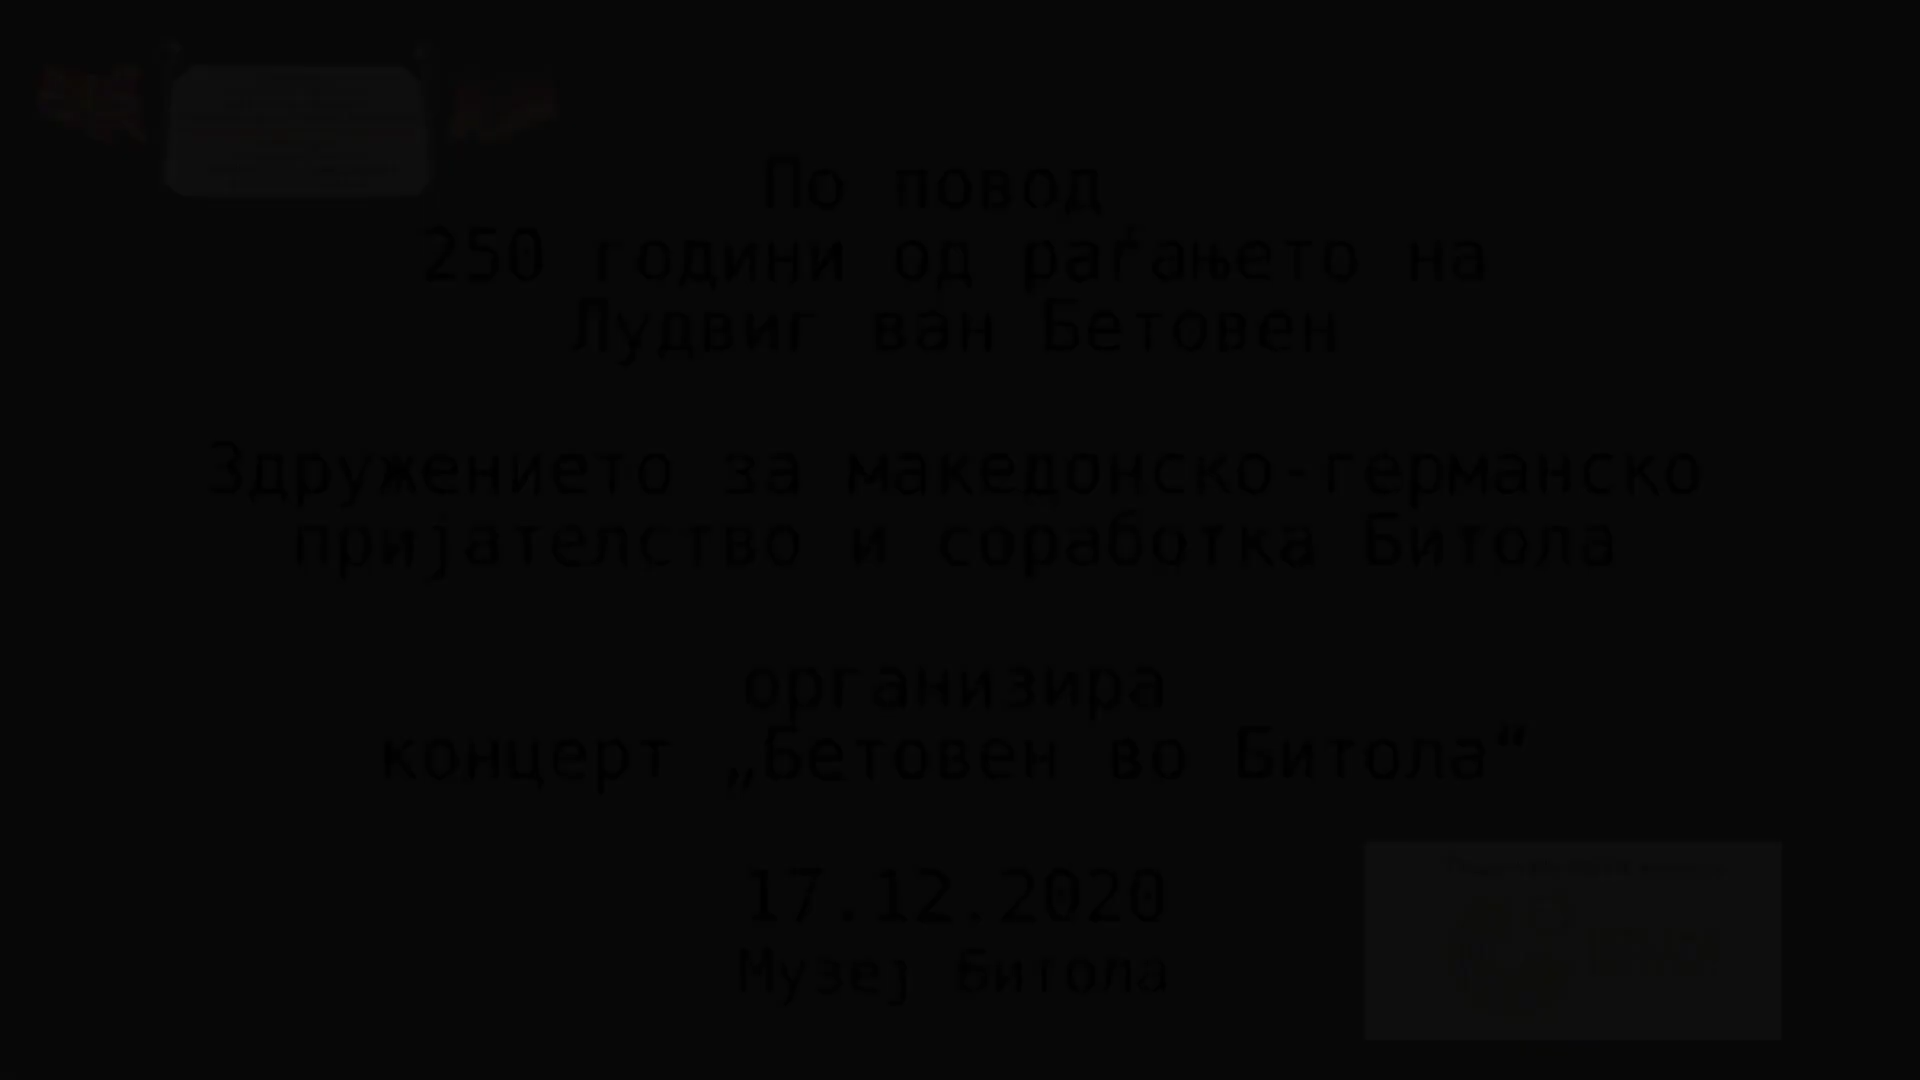 По повод
250 години од раѓањето на
Лудвиг ван Бетовен
Здружението за македонско-германско
пријателство и соработка Битола
организира
концерт „Бетовен во Битола“
17.12.2020
Музеј Битола